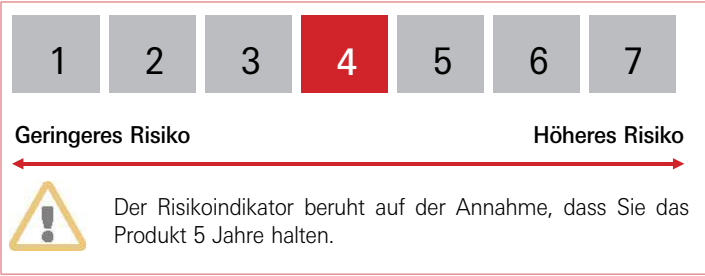 1 2 3 4 5 6 7
Geringeres Risiko Höheres Risiko
Der Risikoindikator beruht auf der Annahme, dass Sie das
Produkt 5 Jahre halten.